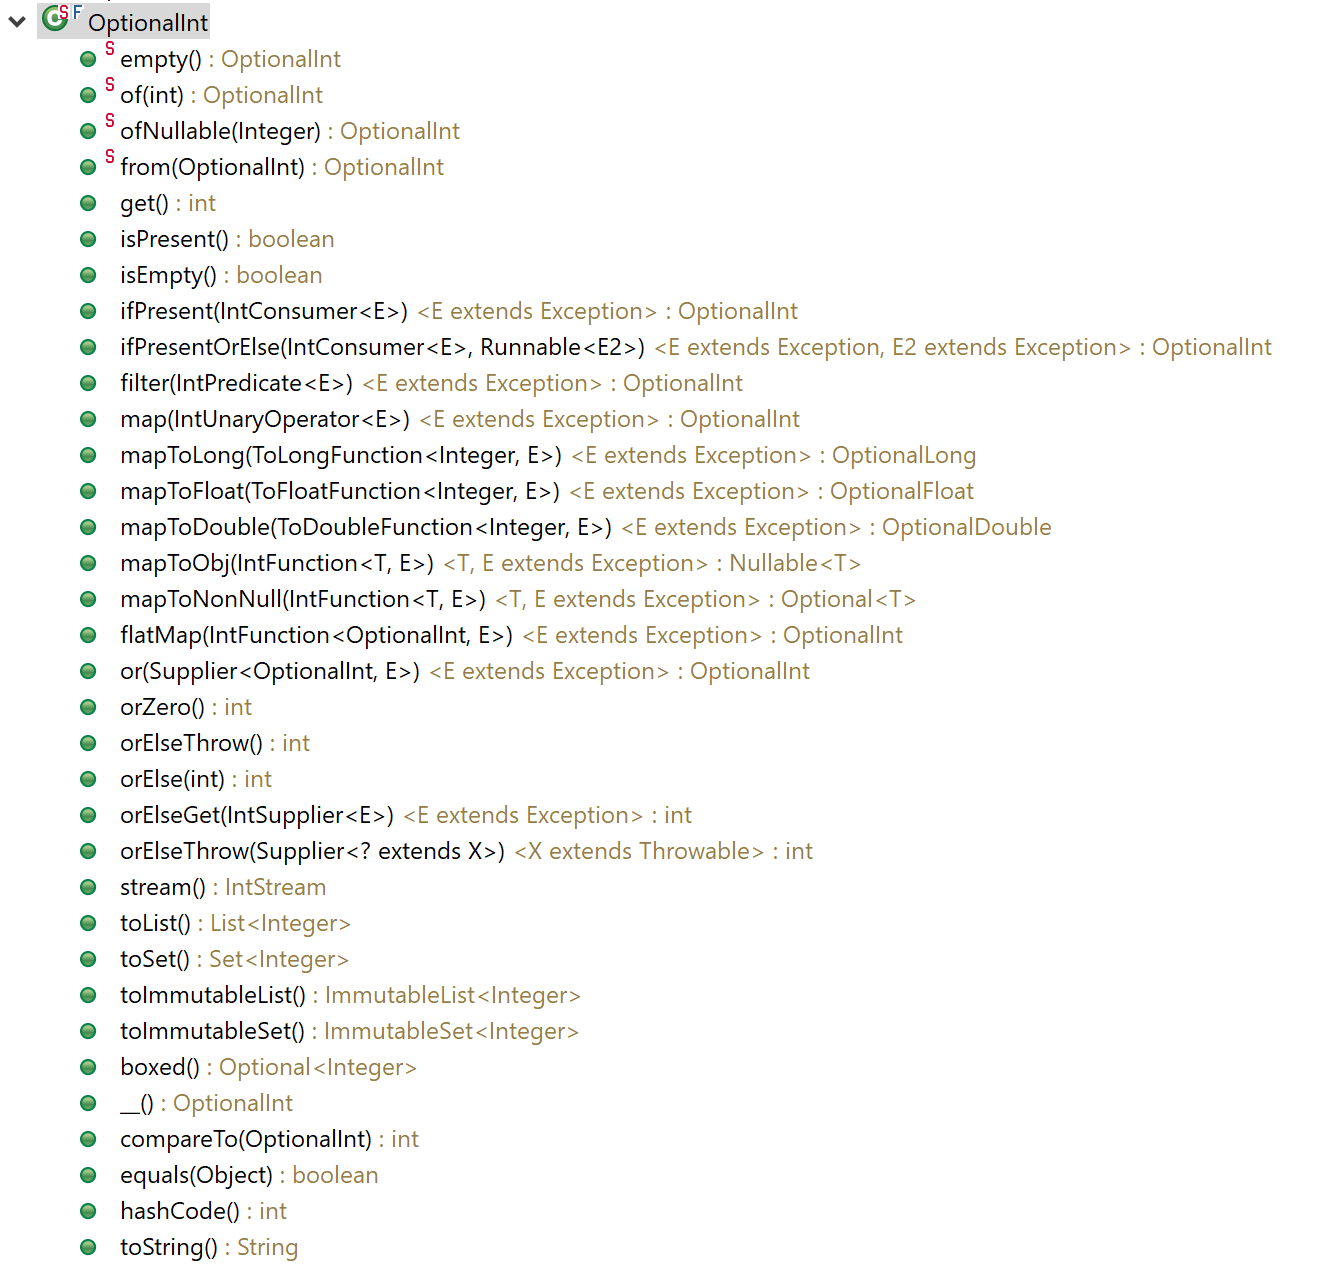 S F OptionalInt
S empty() : OptionalInt
S of(int) : OptionalInt
S ofNullable(Integer) : OptionalInt
S from(OptionalInt) : OptionalInt
get() : int
isPresent() : boolean
isEmpty() : boolean
ifPresent(IntConsumer<E>) <E extends Exception> : OptionalInt
ifPresentOrElse(IntConsumer<E>, Runnable<E2>) <E extends Exception, E2 extends Exception> : OptionalInt
filter(IntPredicate<E>) <E extends Exception> : OptionalInt
map(IntUnaryOperator<E>) <E extends Exception> : OptionalInt
mapToLong(ToLongFunction<Integer, E>) <E extends Exception> : OptionalLong
mapToFloat(ToFloatFunction<Integer, E>) <E extends Exception> : OptionalFloat
mapToDouble(ToDoubleFunction<Integer, E>) <E extends Exception> : OptionalDouble
mapToObj(IntFunction<T, E>) <T, E extends Exception> : Nullable<T>
mapToNonNull(IntFunction<T, E>) <T, E extends Exception> : Optional<T>
flatMap(IntFunction<OptionalInt, E>) <E extends Exception> : OptionalInt
or(Supplier<OptionalInt, E>) <E extends Exception> : OptionalInt
orZero() : int
orElseThrow() : int
orElse(int) : int
orElseGet(IntSupplier<E>) <E extends Exception> : int
orElseThrow(Supplier<? extends X>) <X extends Throwable> : int
stream() : IntStream
toList() : List<Integer>
toSet() : Set<Integer>
toImmutableList() : ImmutableList<Integer>
toImmutableSet() : ImmutableSet<Integer>
boxed() : Optional<Integer>
__() : OptionalInt
compareTo(OptionalInt) : int
equals(Object) : boolean
hashCode() : int
toString() : String